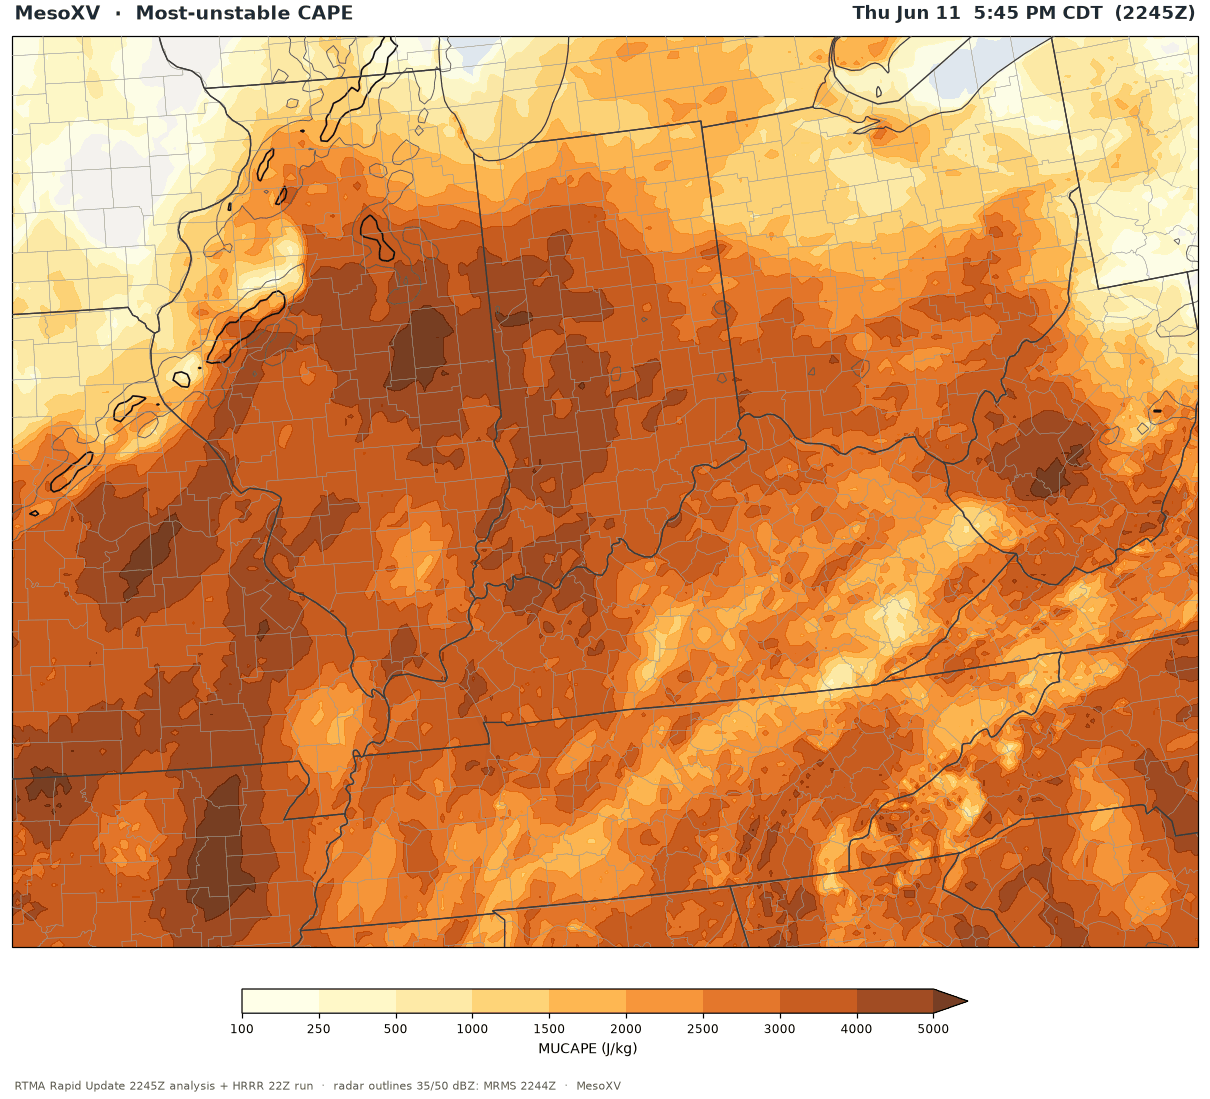 MesoXV · Most-unstable CAPE
Thu Jun 11 5:45 PM CDT (2245Z)
100 250 500 1000 1500 2000 2500 3000 4000 5000
MUCAPE (J/kg)
RTMA Rapid Update 2245Z analysis + HRRR 22Z run · radar outlines 35/50 dBZ: MRMS 2244Z · MesoXV